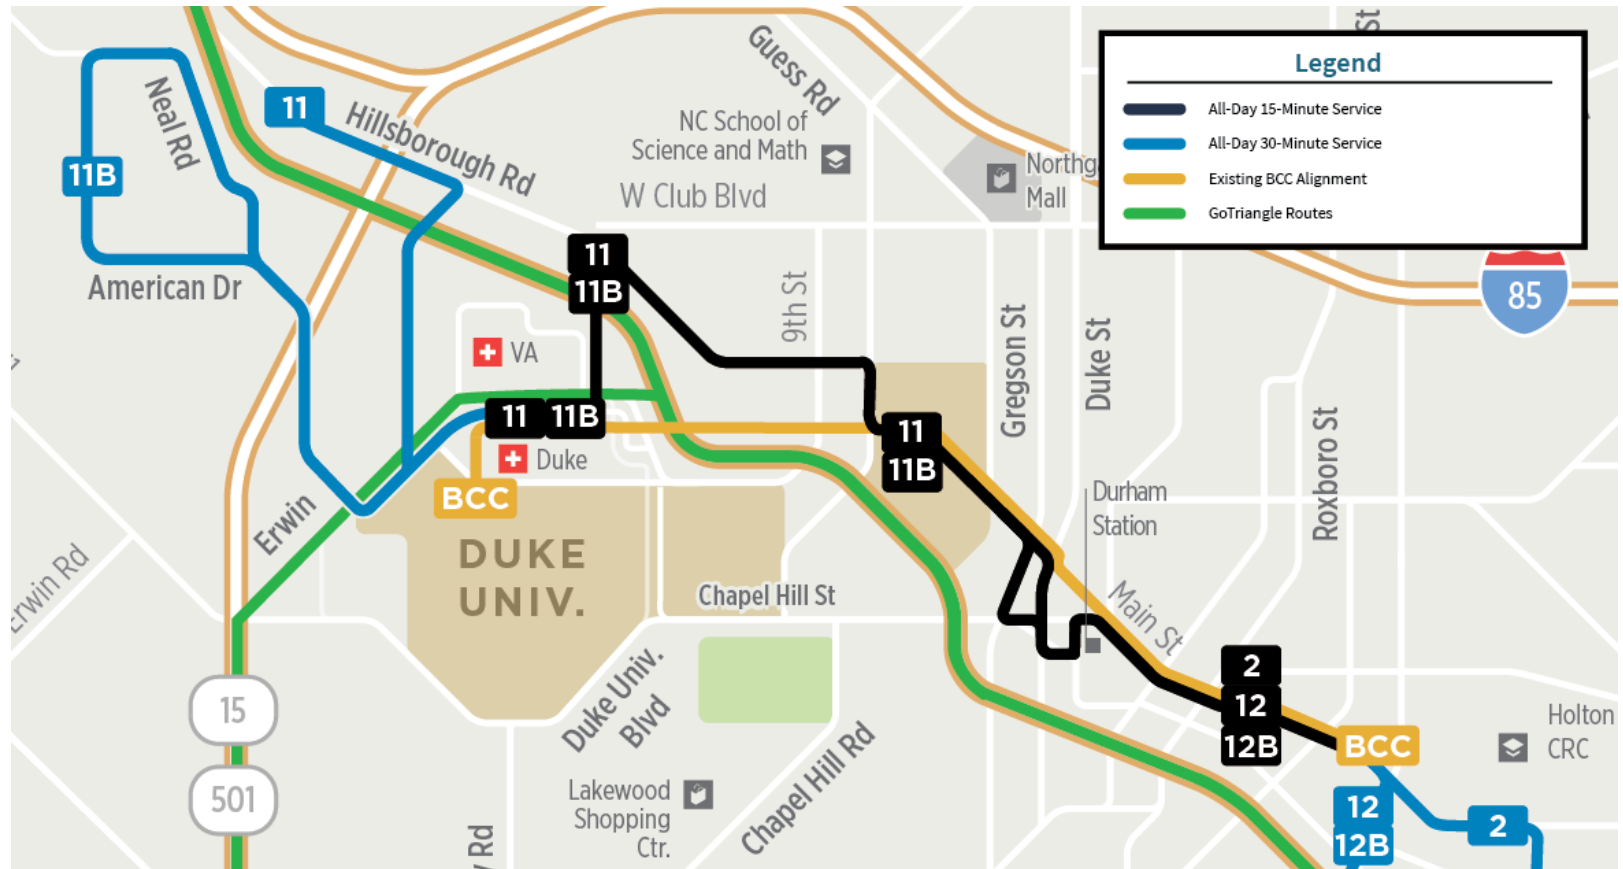 Legend
All-Day 15-Minute Service
All-Day 30-Minute Service
Existing BCC Alignment
GoTriangle Routes
St
Guess Rd
Neal Rd
11
Hillsborough Rd
NC School of
Science and Math
Northg
Mall
11B
W Club Blvd
11
11B
American Dr
85
9th St
Gregson St
Duke St
VA
11
11B
11
11B
Duke
BCC
Roxboro St
Durham
Station
Erwin
Erwin Rd
DUKE
UNIV.
Chapel Hill St
Main St
Duke Univ.
Blvd
2
12
12B
BCC
15
501
Holton
CRC
Lakewood
Shopping
Ctr.
Chapel Hill Rd
12
12B
2
Rd